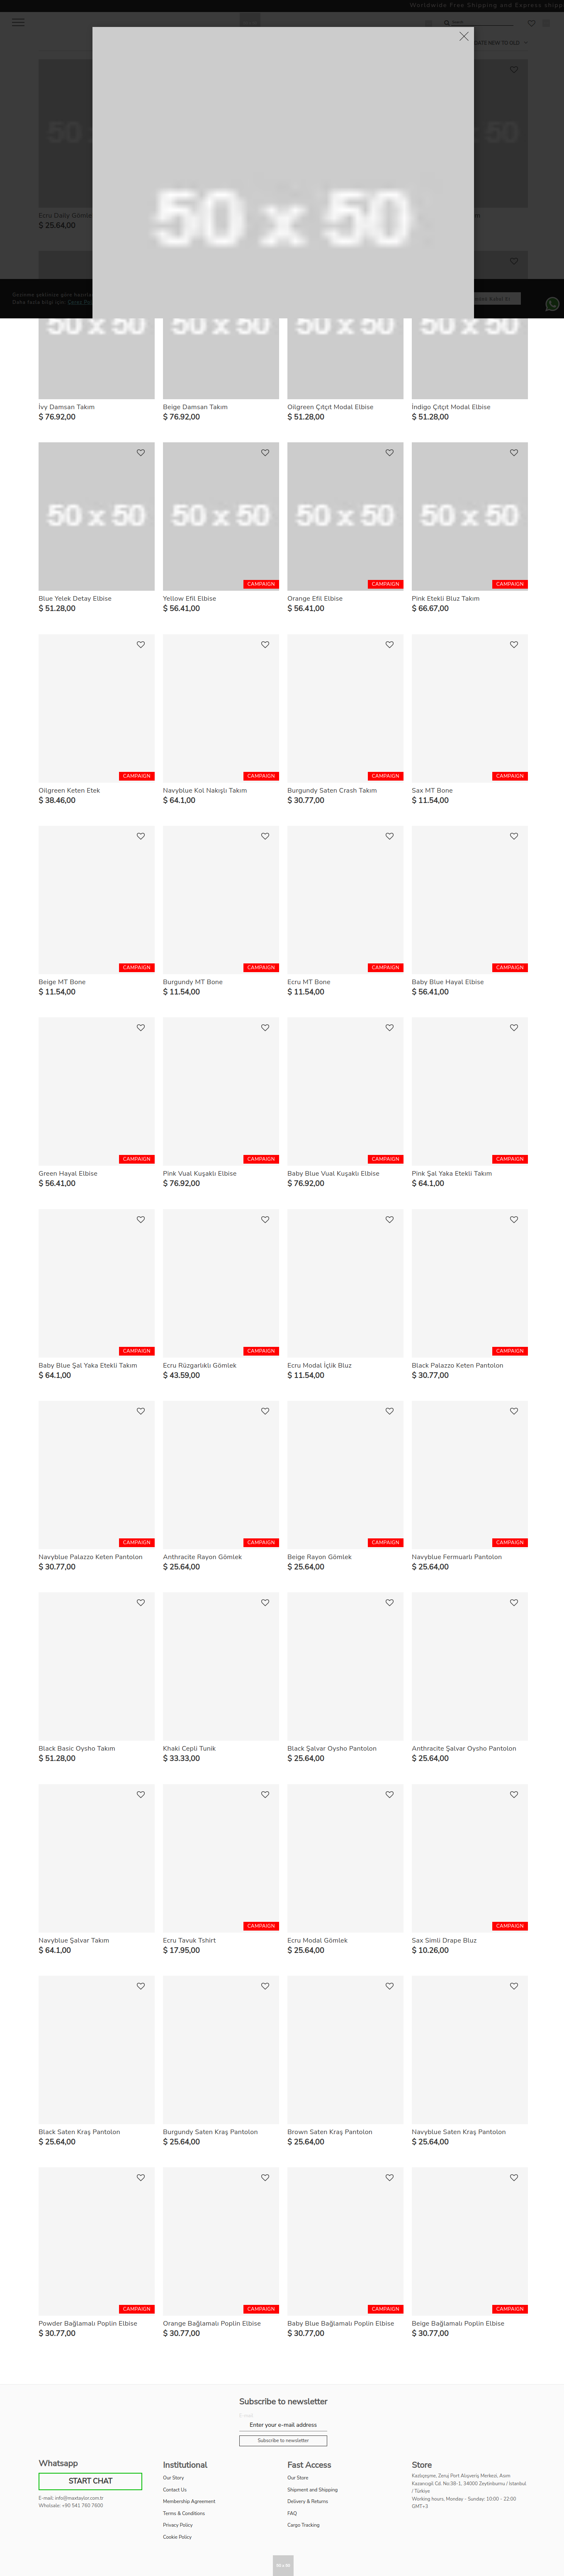 Worldwide Free Shipping and Express shipp
DATE NEW TO OLD
50 x 50
$ 25.64,00
50 x 50 50 x 50 50 x 50 50 x 50
İvy Damsan Takım Beige Damsan Takım Oilgreen Çıtçıt Modal Elbise İndigo Çıtçıt Modal Elbise
$ 76.92,00 $ 76.92,00 $ 51.28,00 $ 51.28,00
50 x 50 50 x 50 50 x 50 50 x 50
CAMPAIGN CAMPAIGN CAMPAIGN
Blue Yelek Detay Elbise Yellow Efil Elbise Orange Efil Elbise Pink Etekli Bluz Takım
$ 51.28,00 $ 56.41,00 $ 56.41,00 $ 66.67,00
CAMPAIGN CAMPAIGN CAMPAIGN CAMPAIGN
Oilgreen Keten Etek Navyblue Kol Nakışlı Takım Burgundy Saten Crash Takım Sax MT Bone
$ 38.46,00 $ 64.1,00 $ 30.77,00 $ 11.54,00
CAMPAIGN CAMPAIGN CAMPAIGN CAMPAIGN
Beige MT Bone Burgundy MT Bone Ecru MT Bone Baby Blue Hayal Elbise
$ 11.54,00 $ 11.54,00 $ 11.54,00 $ 56.41,00
CAMPAIGN CAMPAIGN CAMPAIGN CAMPAIGN
Green Hayal Elbise Pink Vual Kuşaklı Elbise Baby Blue Vual Kuşaklı Elbise Pink Şal Yaka Etekli Takım
$ 56.41,00 $ 76.92,00 $ 76.92,00 $ 64.1,00
CAMPAIGN CAMPAIGN CAMPAIGN
Baby Blue Şal Yaka Etekli Takım Ecru Rüzgarlıklı Gömlek Ecru Modal İçlik Bluz Black Palazzo Keten Pantolon
$ 64.1,00 $ 43.59,00 $ 11.54,00 $ 30.77,00
CAMPAIGN CAMPAIGN CAMPAIGN CAMPAIGN
Navyblue Palazzo Keten Pantolon Anthracite Rayon Gömlek Beige Rayon Gömlek Navyblue Fermuarlı Pantolon
$ 30.77,00 $ 25.64,00 $ 25.64,00 $ 25.64,00
Black Basic Oysho Takım Khaki Cepli Tunik Black Şalvar Oysho Pantolon Anthracite Şalvar Oysho Pantolon
$ 51.28,00 $ 33.33,00 $ 25.64,00 $ 25.64,00
CAMPAIGN CAMPAIGN
Navyblue Şalvar Takım Ecru Tavuk Tshirt Ecru Modal Gömlek Sax Simli Drape Bluz
$ 64.1,00 $ 17.95,00 $ 25.64,00 $ 10.26,00
Black Saten Kraş Pantolon Burgundy Saten Kraş Pantolon Brown Saten Kraş Pantolon Navyblue Saten Kraş Pantolon
$ 25.64,00 $ 25.64,00 $ 25.64,00 $ 25.64,00
CAMPAIGN CAMPAIGN CAMPAIGN CAMPAIGN
Powder Bağlamalı Poplin Elbise Orange Bağlamalı Poplin Elbise Baby Blue Bağlamalı Poplin Elbise Beige Bağlamalı Poplin Elbise
$ 30.77,00 $ 30.77,00 $ 30.77,00 $ 30.77,00
Subscribe to newsletter
E-mail
Enter your e-mail address
Subscribe to newsletter
Whatsapp
START CHAT
E-mail: info@maxtaylor.com.tr
Wholsale: +90 541 760 7600
Institutional
Our Story
Contact Us
Membership Agreement
Terms & Conditions
Privacy Policy
Cookie Policy
Fast Access
Our Store
Shipment and Shipping
Delivery & Returns
FAQ
Cargo Tracking
Store
Kazlıçeşme, Zeruj Port Alışveriş Merkezi, Asım
Kazancıgil Cd. No:38-1, 34000 Zeytinburnu / İstanbul
/ Türkiye
Working hours, Monday - Sunday: 10:00 - 22:00
GMT+3
50 x 50